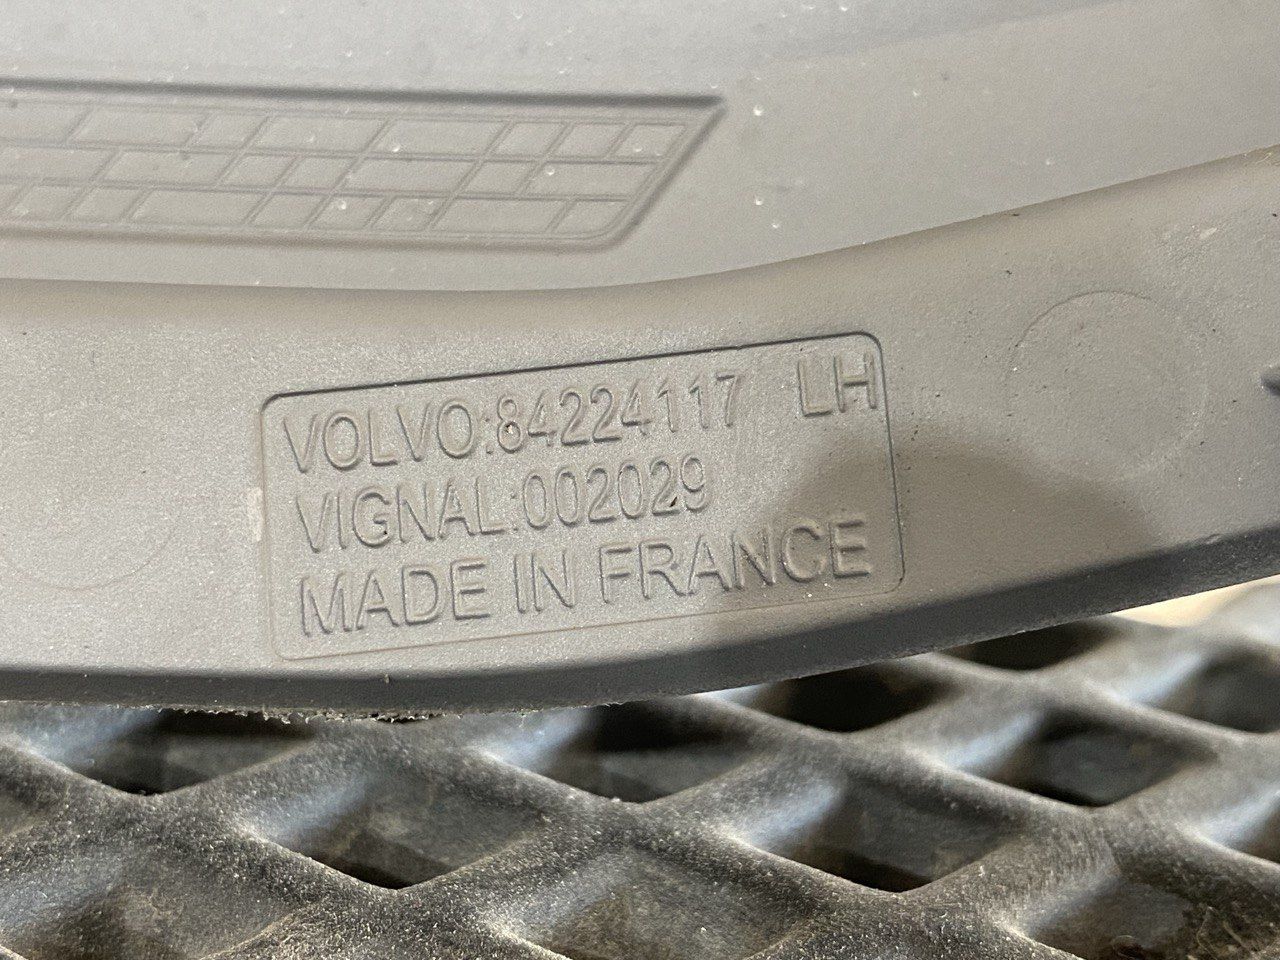 VOLVO:84224117 LH
VIGNAL:002029
MADE IN FRANCE